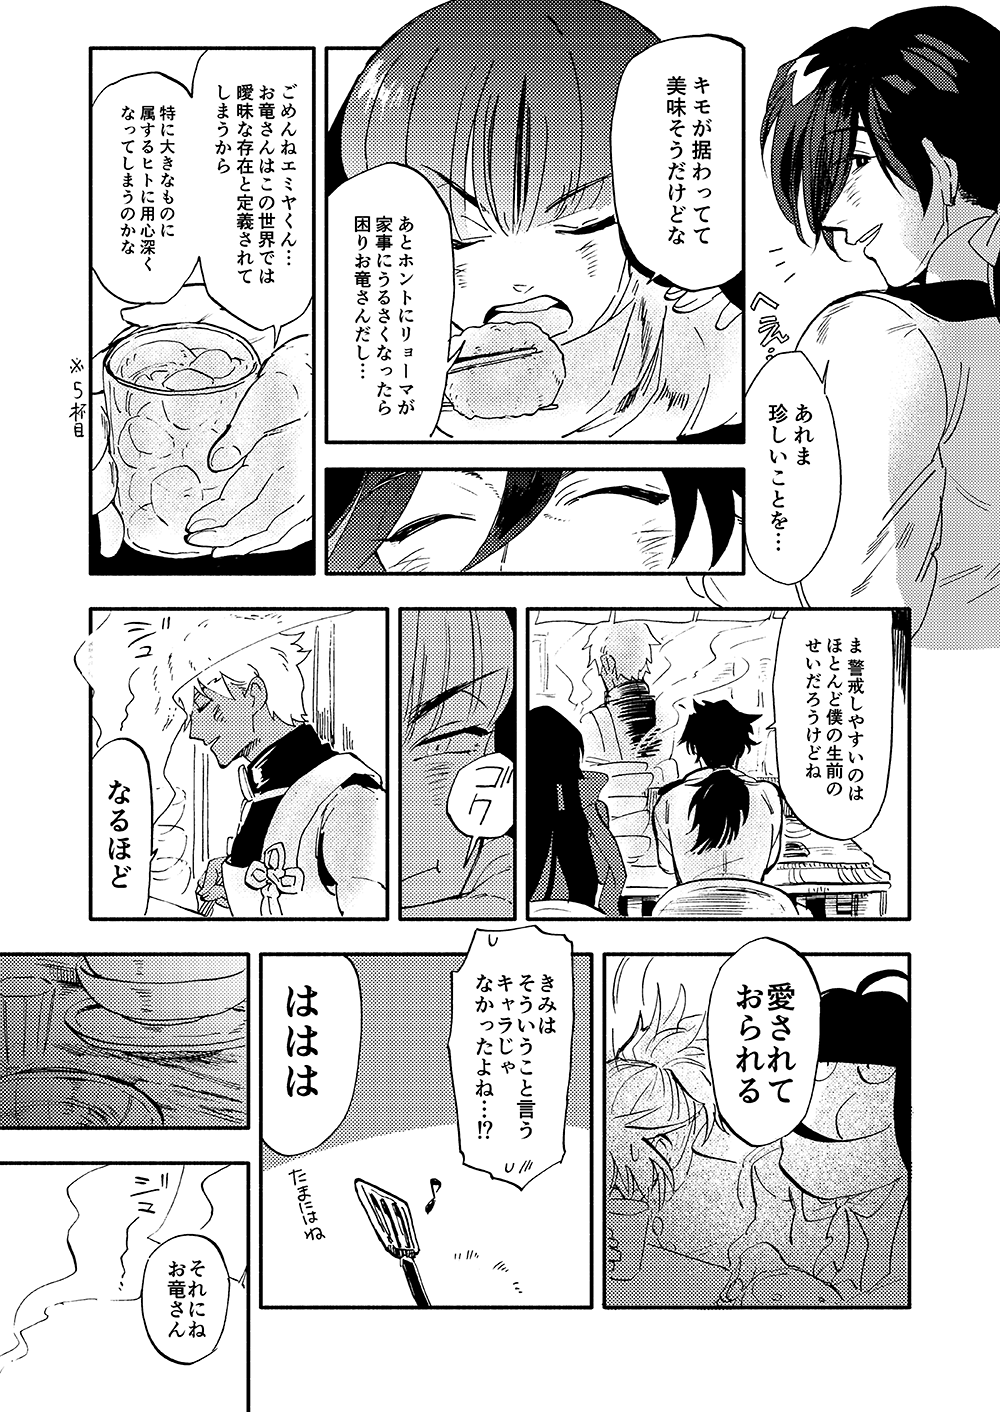 ヘぇ…
あれま
珍しいことを…
キモが据わってて
美味そうだけどな
あとホントにリョーマが
家事にうるさくなったら
困りお竜さんだし…
ごめんねエミヤくん…
お竜さんはこの世界では
曖昧な存在と定義されて
しまうから
特に大きなものに
属するヒトに用心深く
なってしまうのかな
※5杯目
ま 警戒しやすいのは
ほとんど僕の生前の
せいだろうけどね
ゴク
なるほど
愛されて
おられる
きみは
そういうこと言う
キャラじゃ
なかったよね…!?
ははは
たまにはね
ジュー
それにね
お竜さん